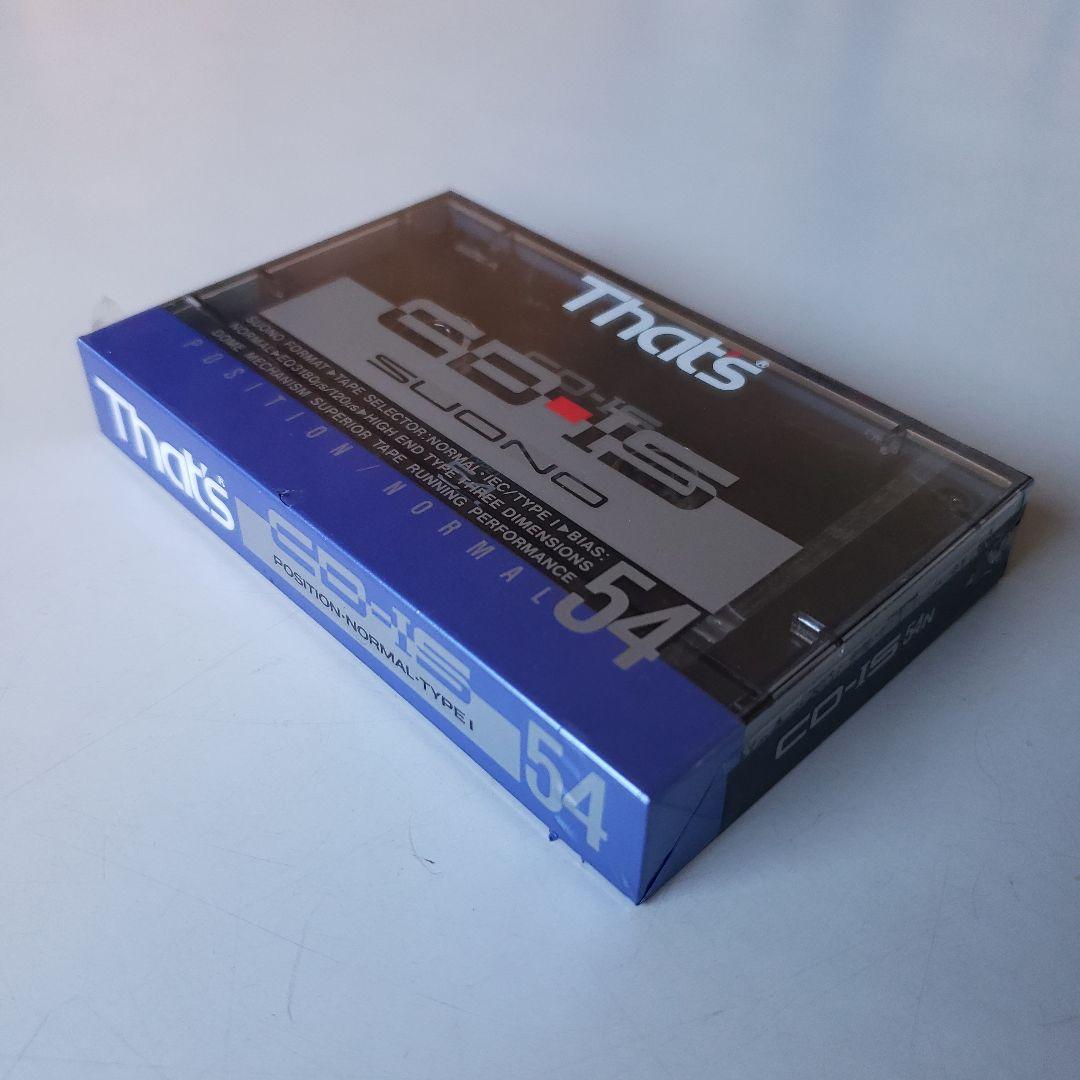 That's®
CD-IS
SUONO
SUONO FORMAT▶TAPE SELECTOR:NORMAL·IEC/TYPE I▶BIAS:
NORMAL▶EQ3180µs/120µs▶HIGH END TYPE THREE DIMENSIONS
DOME MECHANISM SUPERIOR TAPE RUNNING PERFORMANCE
54
POSITION/NORMAL
That's®
CD-IS
POSITION·NORMAL·TYPE I
54
CD-IS 54N